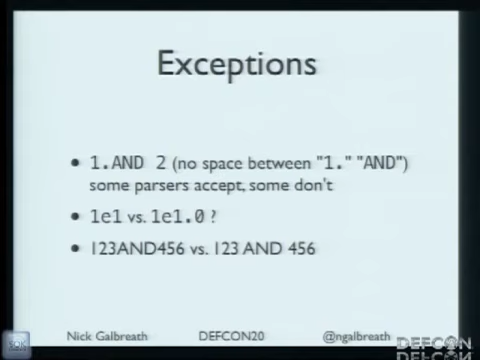 Exceptions
• 1.AND 2 (no space between "1." "AND")
some parsers accept, some don't
• 1e1 vs. 1e1.0 ?
• 123AND456 vs. 123 AND 456
Nick Galbreath DEFCON20 @ngalbreath
DEFCON
DEFCON